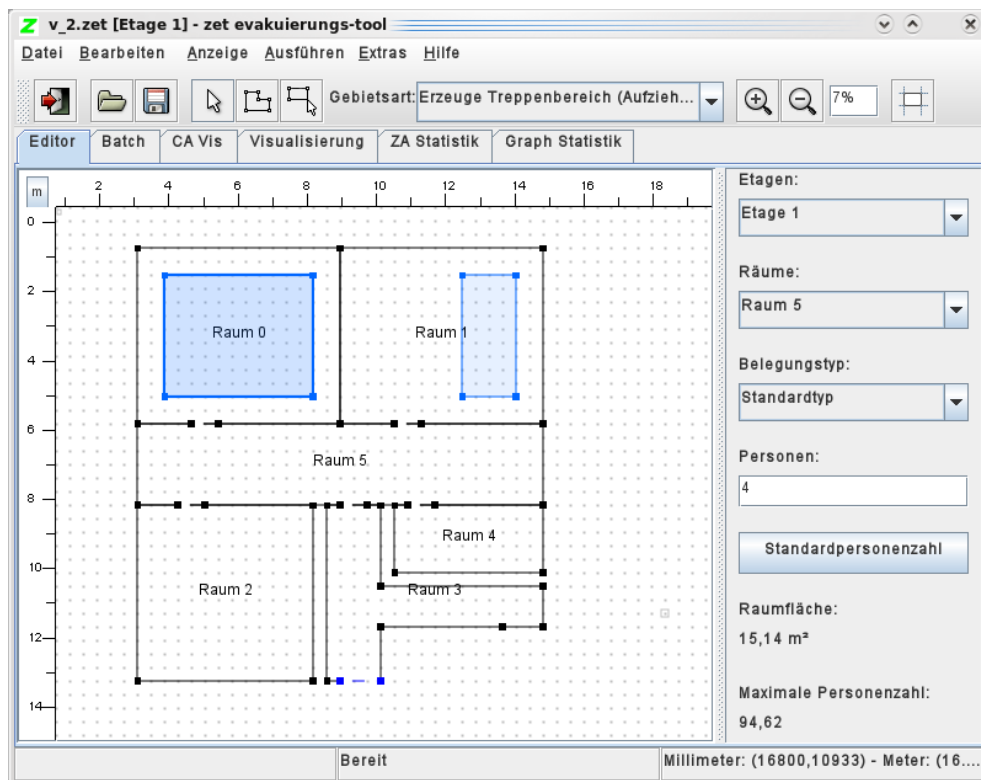 v_2.zet [Etage 1] - zet evakuierungs-tool
Datei Bearbeiten Anzeige Ausführen Extras Hilfe
Gebietsart: Erzeuge Treppenbereich (Aufzieh... 7%
Editor Batch CA Vis Visualisierung ZA Statistik Graph Statistik
m 2 4 6 8 10 12 14 16 18
0
2
4
6
8
10
12
14
Raum 0
Raum 1
Raum 5
Raum 4
Raum 2
Raum 3
Etagen:
Etage 1
Räume:
Raum 5
Belegungstyp:
Standardtyp
Personen:
4
Standardpersonenzahl
Raumfläche:
15,14 m²
Maximale Personenzahl:
94,62
Bereit
Millimeter: (16800,10933) - Meter: (16....